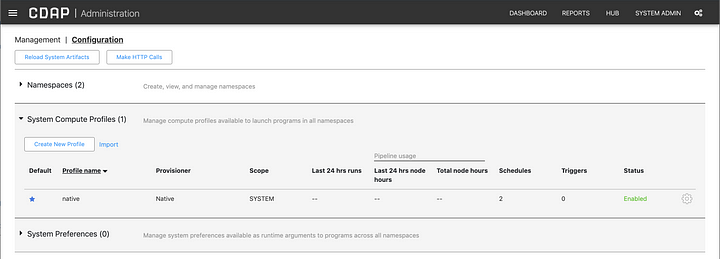 CDAP | Administration DASHBOARD REPORTS HUB SYSTEM ADMIN
Management | Configuration
Reload System Artifacts Make HTTP Calls
Namespaces (2) Create, view, and manage namespaces
System Compute Profiles (1) Manage compute profiles available to launch programs in all namespaces
Create New Profile Import
Pipeline usage
Default Profile name Provisioner Scope Last 24 hrs runs Last 24 hrs node hours Total node hours Schedules Triggers Status
native Native SYSTEM -- -- -- 2 0 Enabled
System Preferences (0) Manage system preferences available as runtime arguments to programs across all namespaces